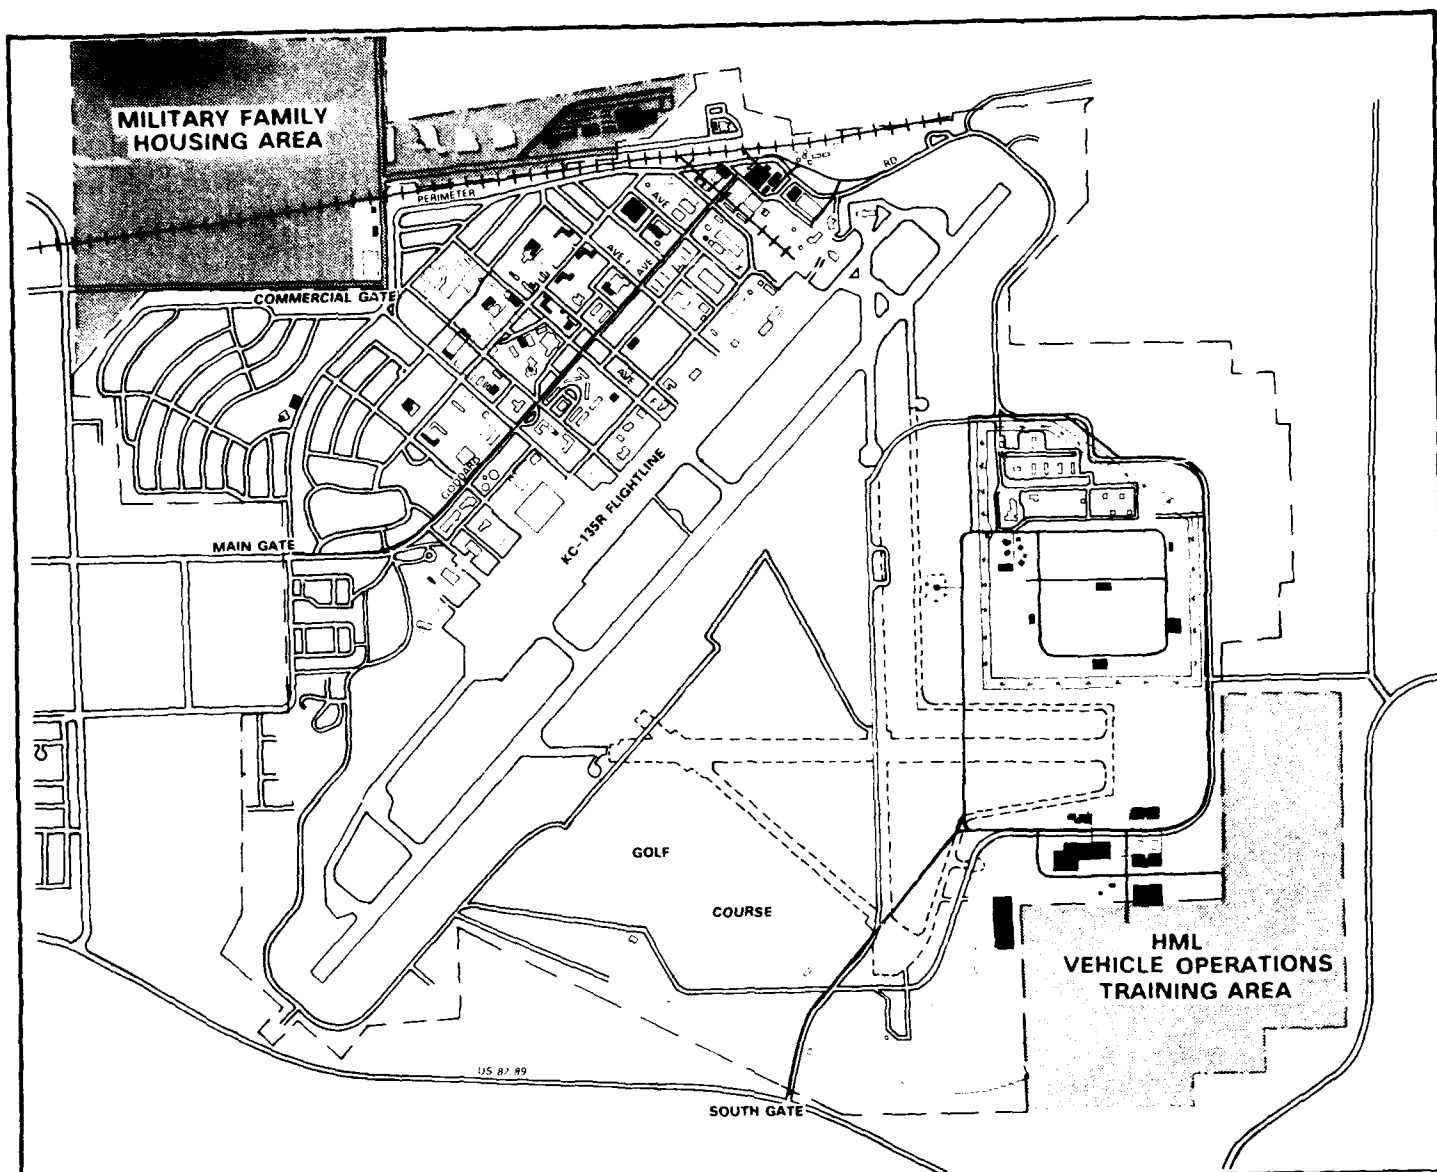 MILITARY FAMILY
HOUSING AREA
RD
PERIMETER
AVE
AVE I
AVE
COMMERCIAL GATE
AVE
GODDARD
KC-135R FLIGHTLINE
MAIN GATE
GOLF
COURSE
HML
VEHICLE OPERATIONS
TRAINING AREA
US 87.89
SOUTH GATE